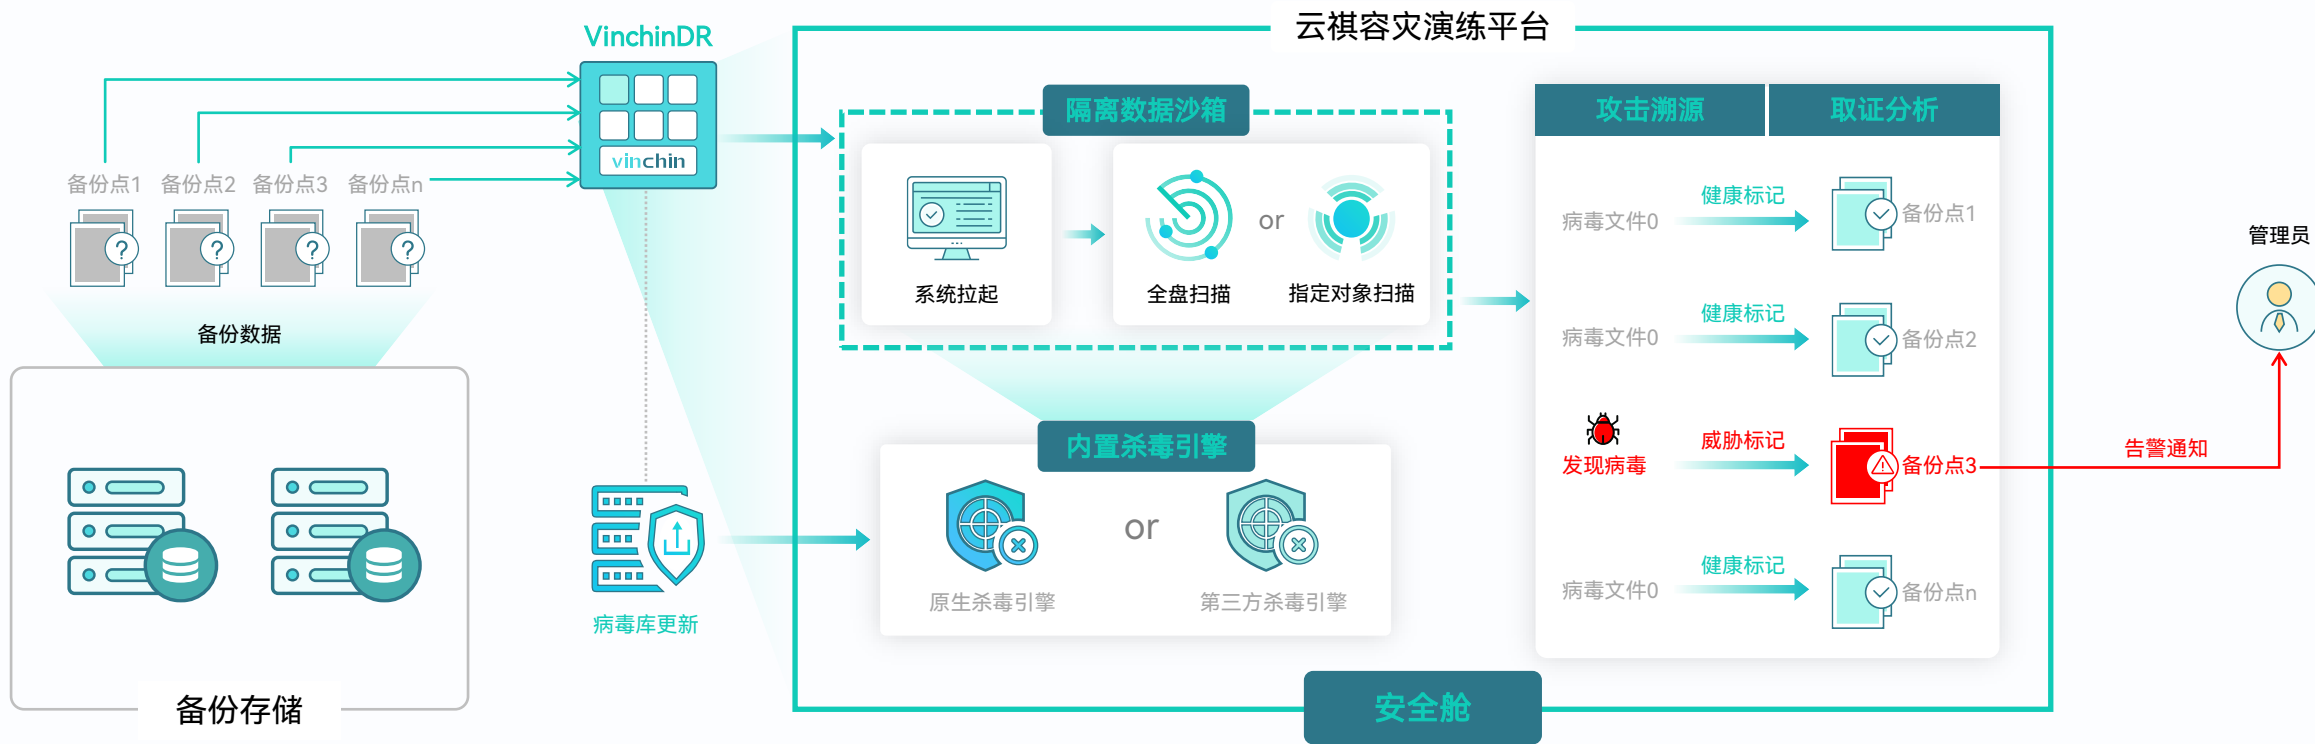 VinchinDR
云祺容灾演练平台
vinchin
备份点1
备份点2
备份点3
备份点n
?
?
?
?
备份数据
备份存储
病毒库更新
隔离数据沙箱
系统拉起
全盘扫描
or
指定对象扫描
内置杀毒引擎
原生杀毒引擎
or
第三方杀毒引擎
安全舱
攻击溯源
取证分析
病毒文件0
健康标记
备份点1
病毒文件0
健康标记
备份点2
发现病毒
威胁标记
备份点3
病毒文件0
健康标记
备份点n
告警通知
管理员